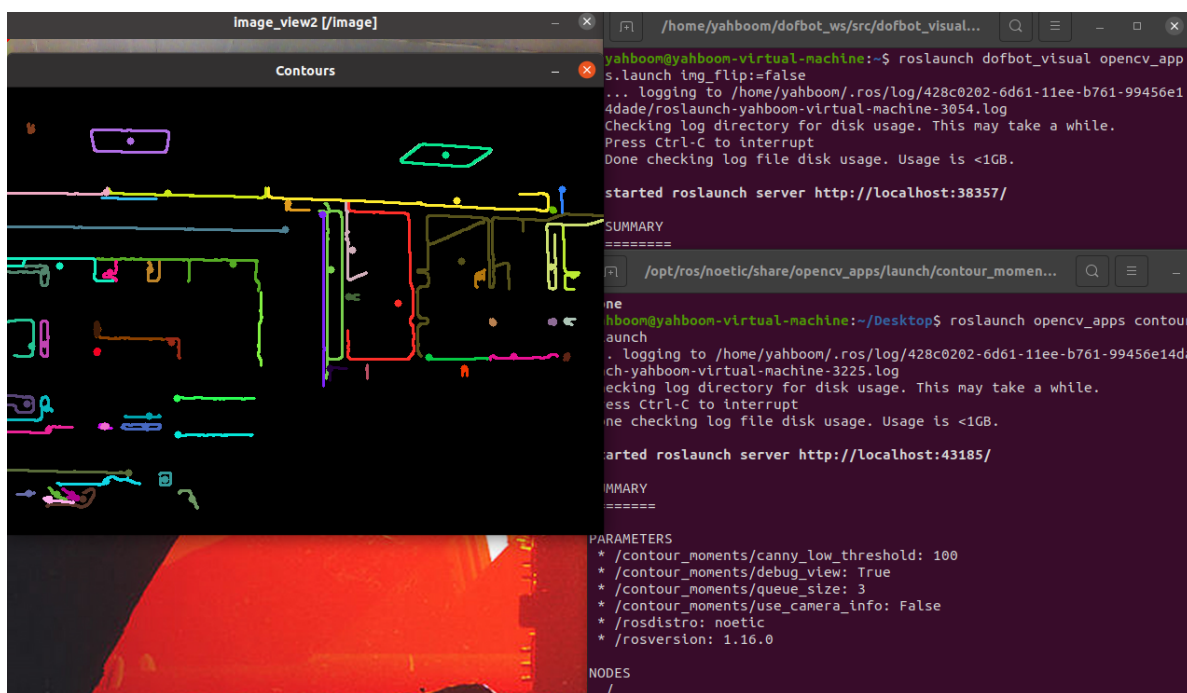 image_view2 [/image]
Contours
/home/yahboom/dofbot_ws/src/dofbot_visual...
yahboom@yahboom-virtual-machine:~$ roslaunch dofbot_visual opencv_app
s.launch img_flip:=false
... logging to /home/yahboom/.ros/log/428c0202-6d61-11ee-b761-99456e1
4dade/roslaunch-yahboom-virtual-machine-3054.log
Checking log directory for disk usage. This may take a while.
Press Ctrl-C to interrupt
Done checking log file disk usage. Usage is <1GB.
started roslaunch server http://localhost:38357/
SUMMARY
========
/opt/ros/noetic/share/opencv_apps/launch/contour_momen...
ne
hboom@yahboom-virtual-machine:~/Desktop$ roslaunch opencv_apps contour
aunch
. logging to /home/yahboom/.ros/log/428c0202-6d61-11ee-b761-99456e14da
ch-yahboom-virtual-machine-3225.log
ecking log directory for disk usage. This may take a while.
ess Ctrl-C to interrupt
ne checking log file disk usage. Usage is <1GB.
arted roslaunch server http://localhost:43185/
MMARY
=======
PARAMETERS
* /contour_moments/canny_low_threshold: 100
* /contour_moments/debug_view: True
* /contour_moments/queue_size: 3
* /contour_moments/use_camera_info: False
* /rosdistro: noetic
* /rosversion: 1.16.0
NODES
/